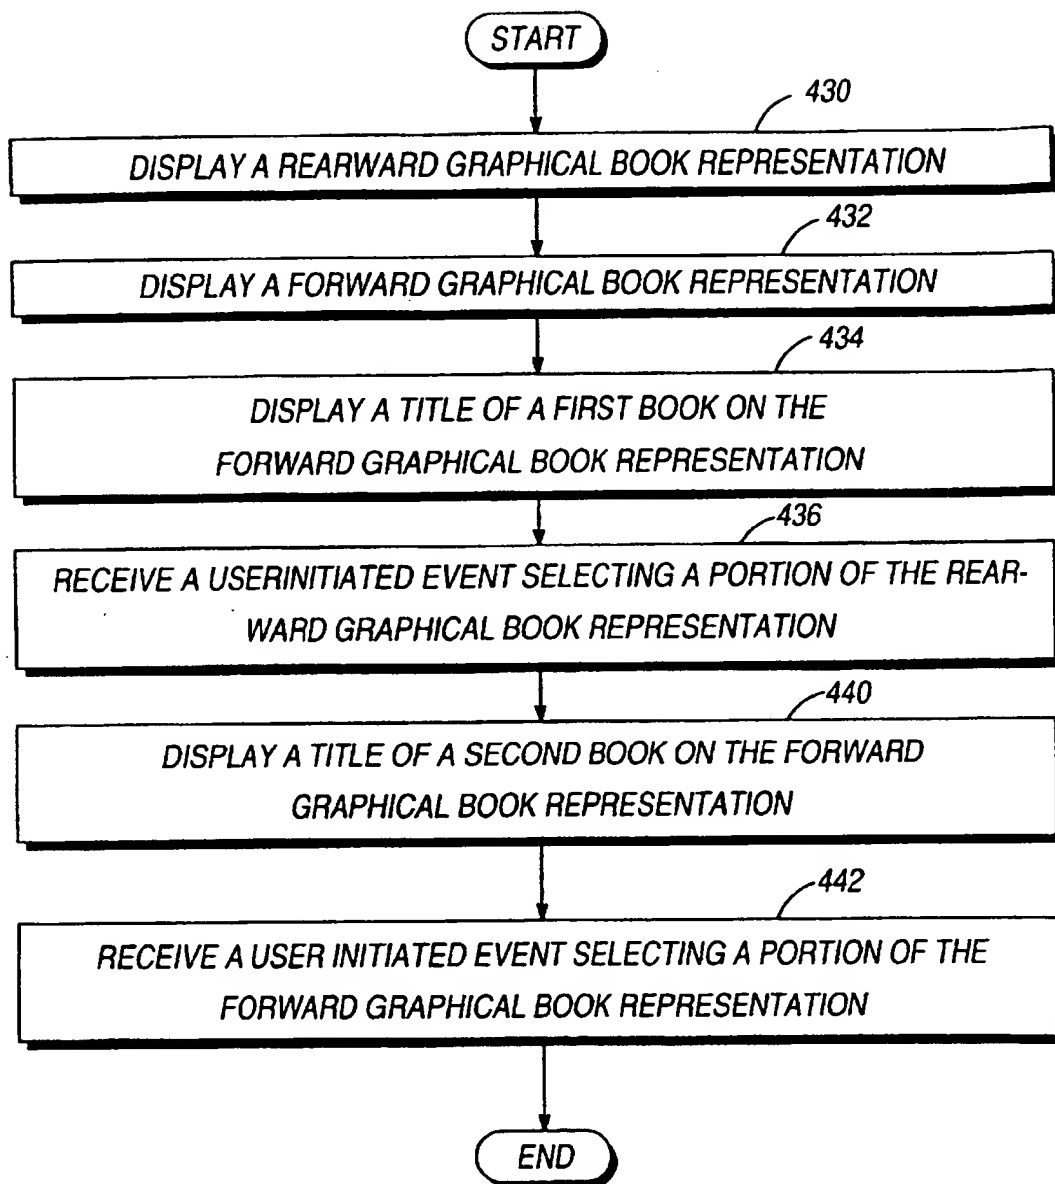 START
430
DISPLAY A REARWARD GRAPHICAL BOOK REPRESENTATION
432
DISPLAY A FORWARD GRAPHICAL BOOK REPRESENTATION
434
DISPLAY A TITLE OF A FIRST BOOK ON THE
FORWARD GRAPHICAL BOOK REPRESENTATION
436
RECEIVE A USERINITIATED EVENT SELECTING A PORTION OF THE REAR-
WARD GRAPHICAL BOOK REPRESENTATION
440
DISPLAY A TITLE OF A SECOND BOOK ON THE FORWARD
GRAPHICAL BOOK REPRESENTATION
442
RECEIVE A USER INITIATED EVENT SELECTING A PORTION OF THE
FORWARD GRAPHICAL BOOK REPRESENTATION
END